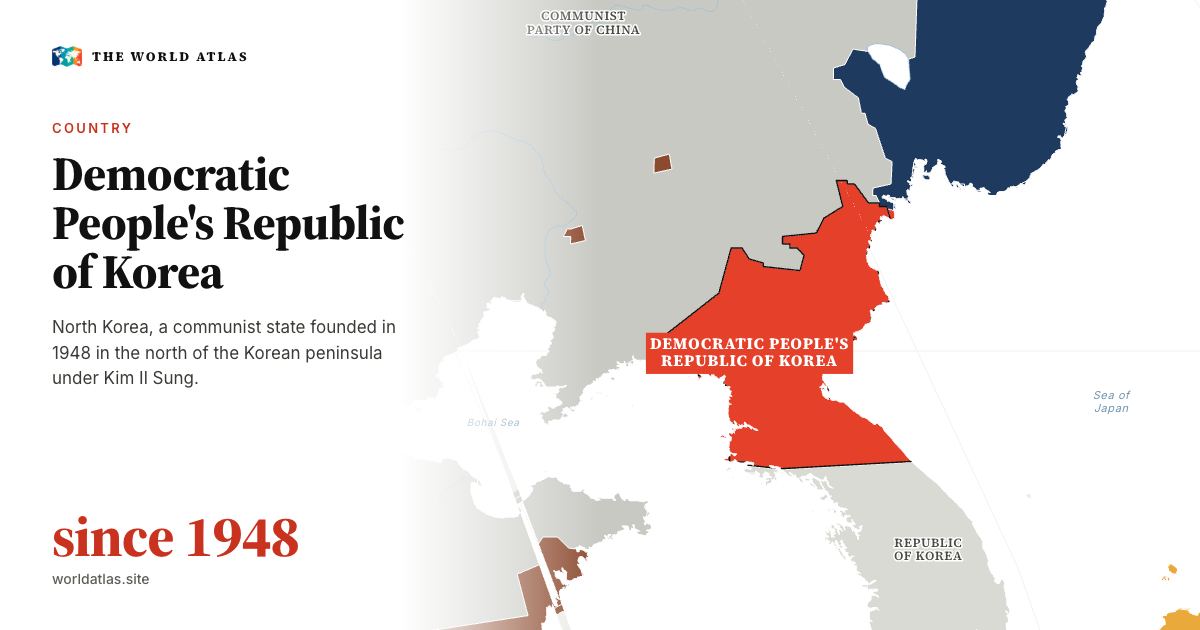 THE WORLD ATLAS
COUNTRY
Democratic
People's Republic
of Korea
North Korea, a communist state founded in
1948 in the north of the Korean peninsula
under Kim Il Sung.
since 1948
worldatlas.site
COMMUNIST
PARTY OF CHINA
DEMOCRATIC PEOPLE'S
REPUBLIC OF KOREA
Bohai Sea
Sea of
Japan
REPUBLIC
OF KOREA